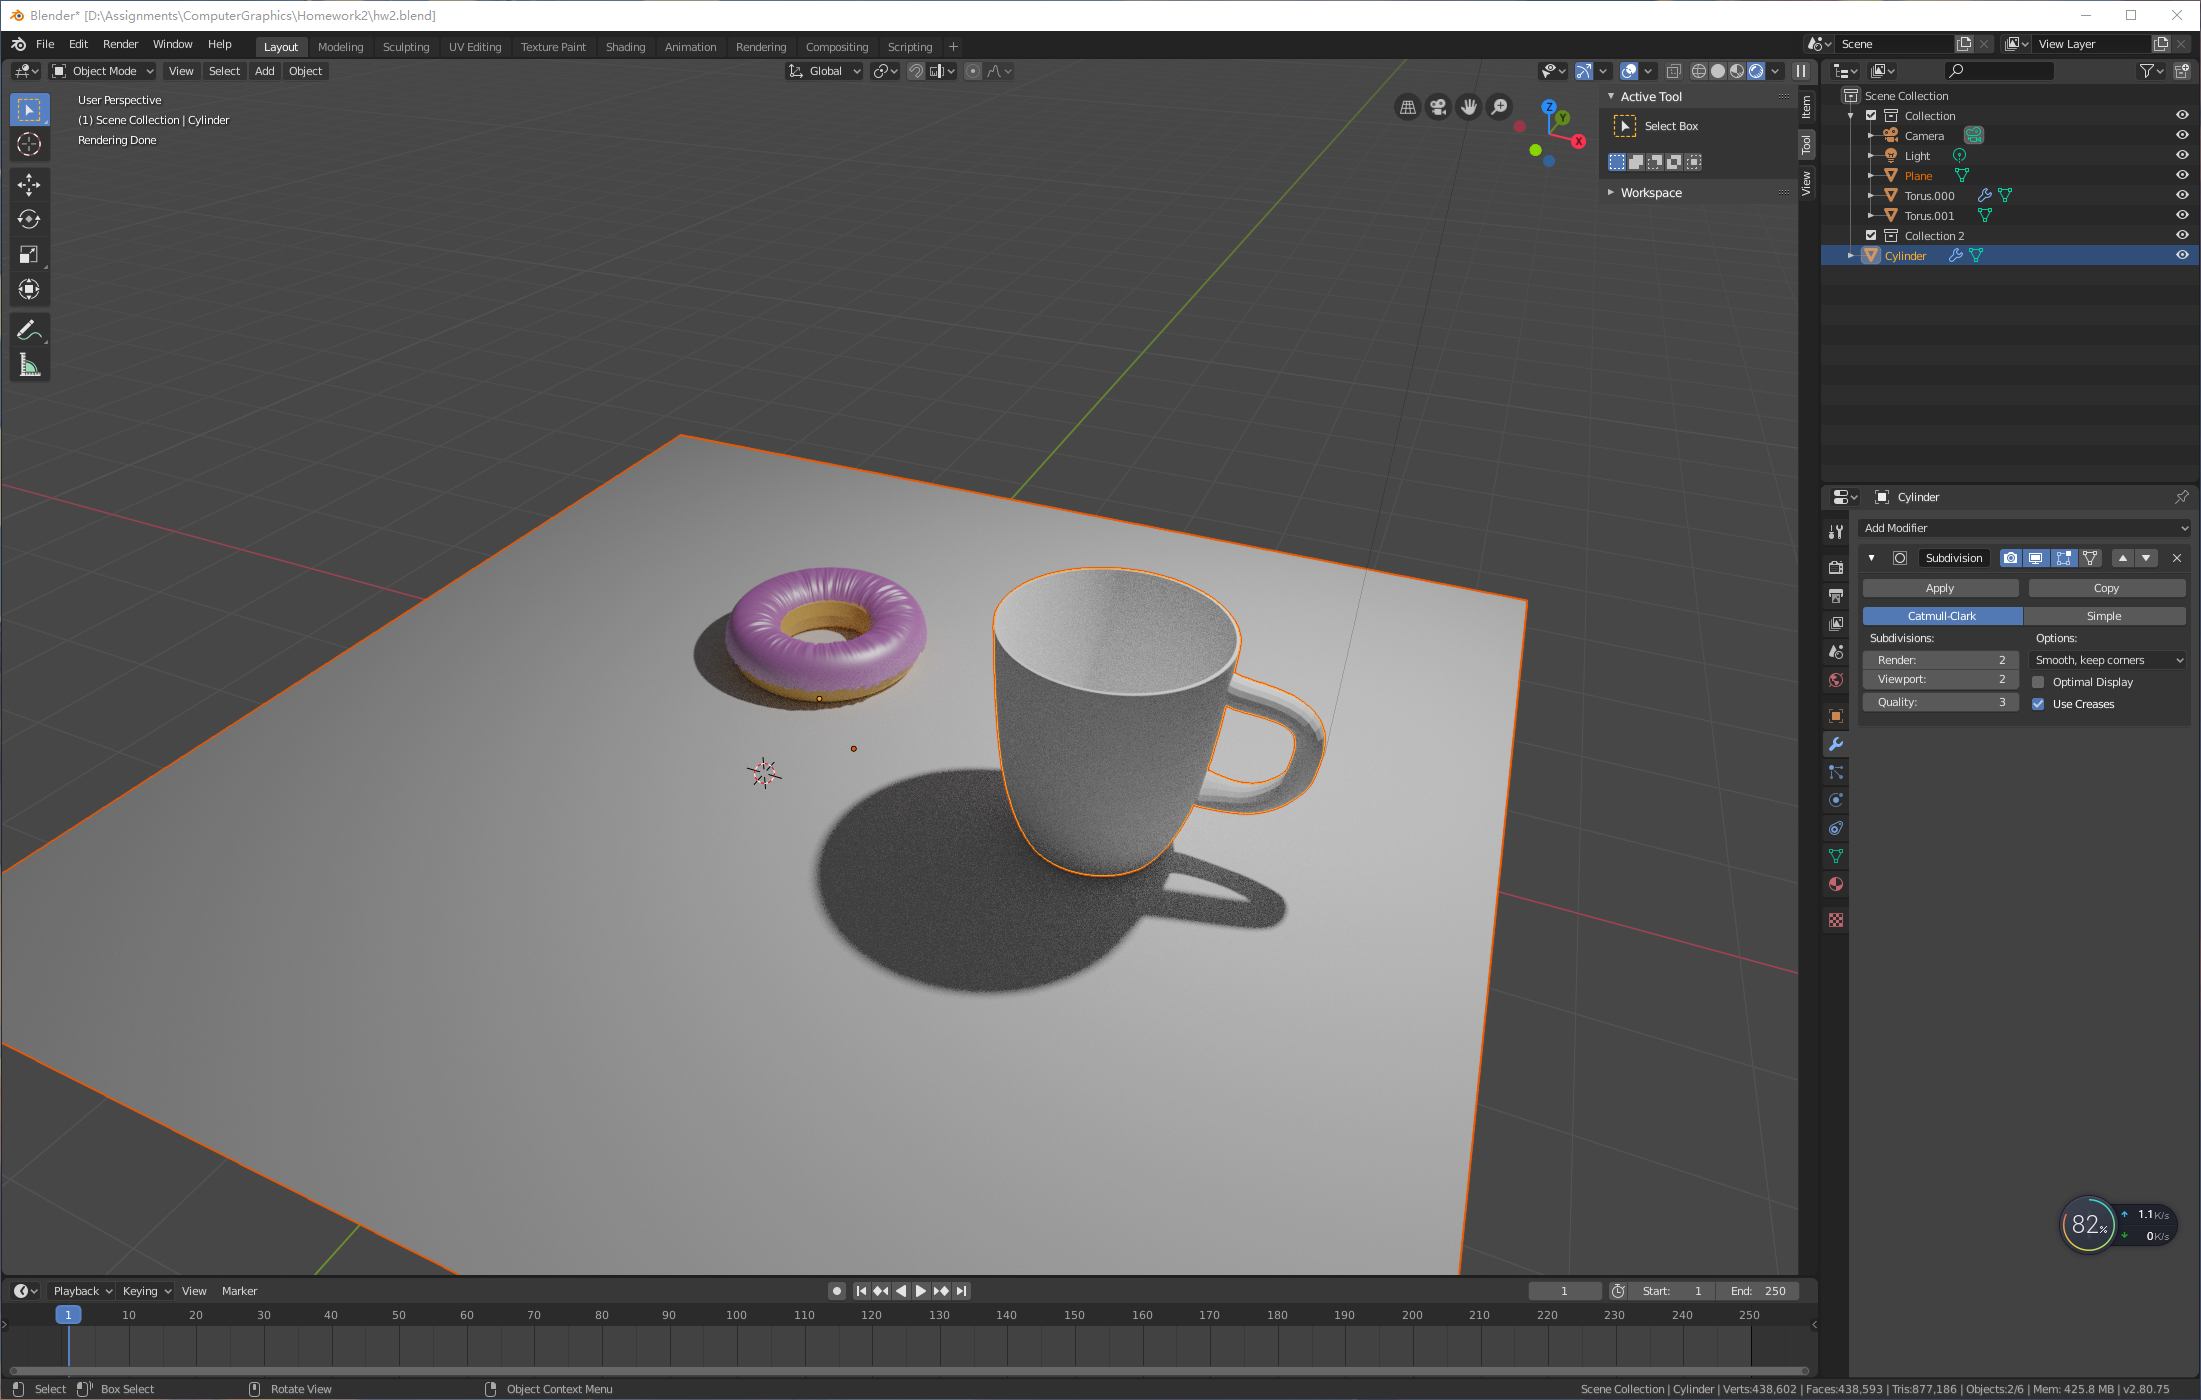 Blender* [D:\Assignments\ComputerGraphics\Homework2\hw2.blend]
File Edit Render Window Help Layout Modeling Sculpting UV Editing Texture Paint Shading Animation Rendering Compositing Scripting + Scene View Layer
Object Mode View Select Add Object Global
User Perspective
(1) Scene Collection | Cylinder
Rendering Done
Z
Y
X
Active Tool
Select Box
Workspace
Item
Tool
View
Scene Collection
Collection
Camera
Light
Plane
Torus.000
Torus.001
Collection 2
Cylinder
Cylinder
Add Modifier
Subdivision
Apply Copy
Catmull-Clark Simple
Subdivisions: Options:
Render: 2 Smooth, keep corners
Viewport: 2 Optimal Display
Quality: 3 Use Creases
82% 1.1K/s
0K/s
Playback Keying View Marker 1 Start: 1 End: 250
1 10 20 30 40 50 60 70 80 90 100 110 120 130 140 150 160 170 180 190 200 210 220 230 240 250
Select Box Select Rotate View Object Context Menu Scene Collection | Cylinder | Verts:438,602 | Faces:438,593 | Tris:877,186 | Objects:2/6 | Mem: 425.8 MB | v2.80.75